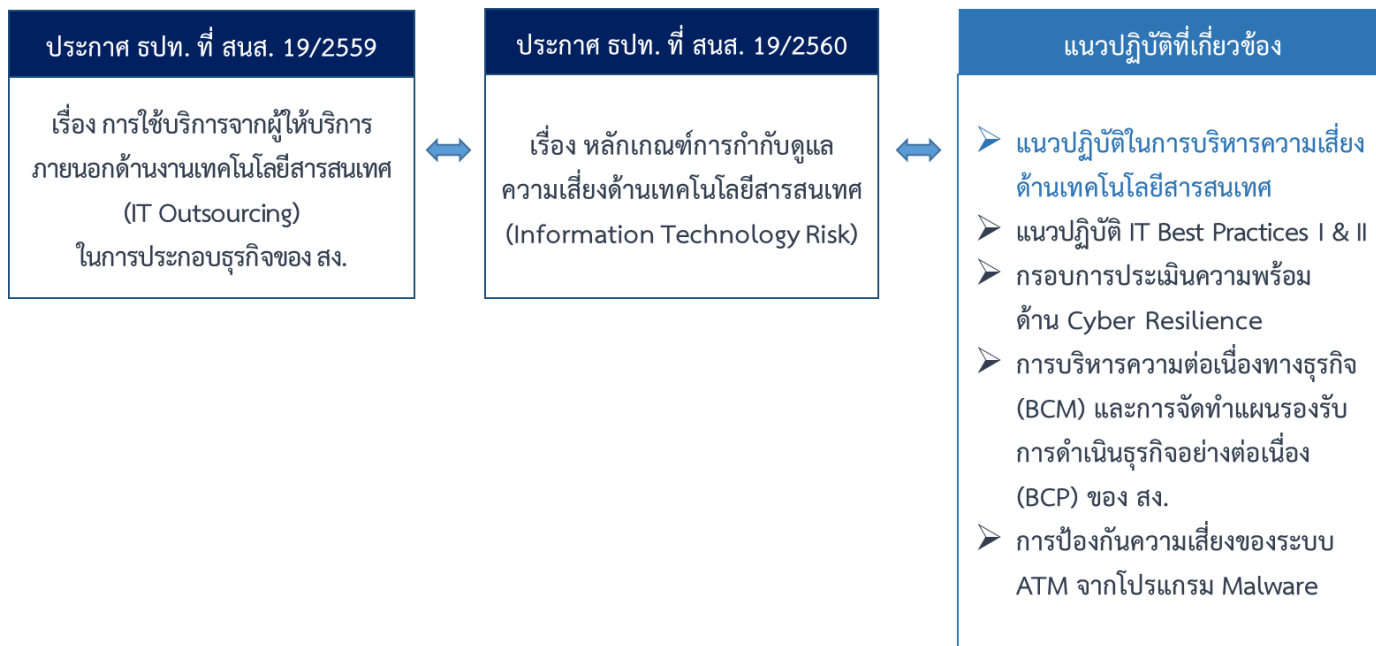 ประกาศ ธปท. ที่ สนส. 19/2559
เรื่อง การใช้บริการจากผู้ให้บริการ
ภายนอกด้านงานเทคโนโลยีสารสนเทศ
(IT Outsourcing)
ในการประกอบธุรกิจของ สง.
ประกาศ ธปท. ที่ สนส. 19/2560
เรื่อง หลักเกณฑ์การกำกับดูแล
ความเสี่ยงด้านเทคโนโลยีสารสนเทศ
(Information Technology Risk)
แนวปฏิบัติที่เกี่ยวข้อง
แนวปฏิบัติในการบริหารความเสี่ยง
ด้านเทคโนโลยีสารสนเทศ
แนวปฏิบัติ IT Best Practices I & II
กรอบการประเมินความพร้อม
ด้าน Cyber Resilience
การบริหารความต่อเนื่องทางธุรกิจ
(BCM) และการจัดทำแผนรองรับ
การดำเนินธุรกิจอย่างต่อเนื่อง
(BCP) ของ สง.
การป้องกันความเสี่ยงของระบบ
ATM จากโปรแกรม Malware